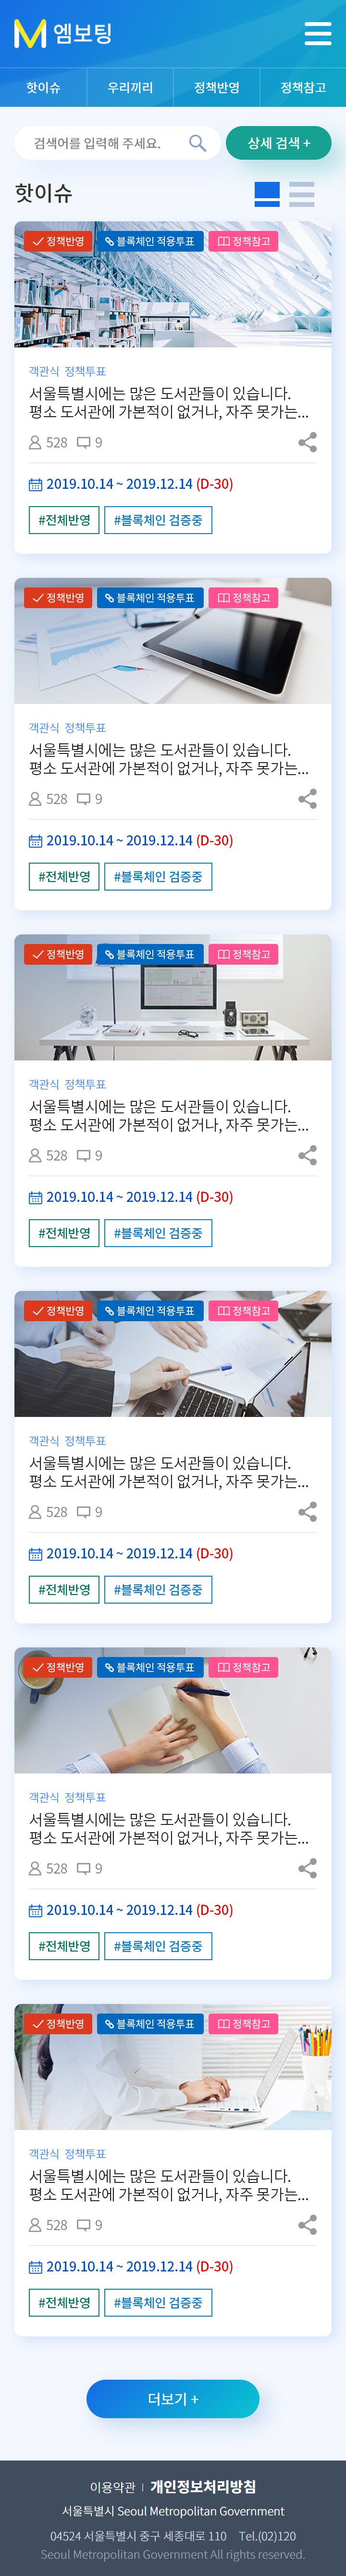 엠보팅
핫이슈 우리끼리 정책반영 정책참고
검색어를 입력해 주세요. 상세 검색 +
핫이슈
정책반영 블록체인 적용투표 정책참고
객관식 정책투표
서울특별시에는 많은 도서관들이 있습니다.
평소 도서관에 가본적이 없거나, 자주 못가는...
528 9
2019.10.14 ~ 2019.12.14 (D-30)
#전체반영 #블록체인 검증중
정책반영 블록체인 적용투표 정책참고
객관식 정책투표
서울특별시에는 많은 도서관들이 있습니다.
평소 도서관에 가본적이 없거나, 자주 못가는...
528 9
2019.10.14 ~ 2019.12.14 (D-30)
#전체반영 #블록체인 검증중
정책반영 블록체인 적용투표 정책참고
객관식 정책투표
서울특별시에는 많은 도서관들이 있습니다.
평소 도서관에 가본적이 없거나, 자주 못가는...
528 9
2019.10.14 ~ 2019.12.14 (D-30)
#전체반영 #블록체인 검증중
정책반영 블록체인 적용투표 정책참고
객관식 정책투표
서울특별시에는 많은 도서관들이 있습니다.
평소 도서관에 가본적이 없거나, 자주 못가는...
528 9
2019.10.14 ~ 2019.12.14 (D-30)
#전체반영 #블록체인 검증중
정책반영 블록체인 적용투표 정책참고
객관식 정책투표
서울특별시에는 많은 도서관들이 있습니다.
평소 도서관에 가본적이 없거나, 자주 못가는...
528 9
2019.10.14 ~ 2019.12.14 (D-30)
#전체반영 #블록체인 검증중
정책반영 블록체인 적용투표 정책참고
객관식 정책투표
서울특별시에는 많은 도서관들이 있습니다.
평소 도서관에 가본적이 없거나, 자주 못가는...
528 9
2019.10.14 ~ 2019.12.14 (D-30)
#전체반영 #블록체인 검증중
더보기 +
이용약관 | 개인정보처리방침
서울특별시 Seoul Metropolitan Government
04524 서울특별시 중구 세종대로 110 Tel.(02)120
Seoul Metropolitan Government All rights reserved.